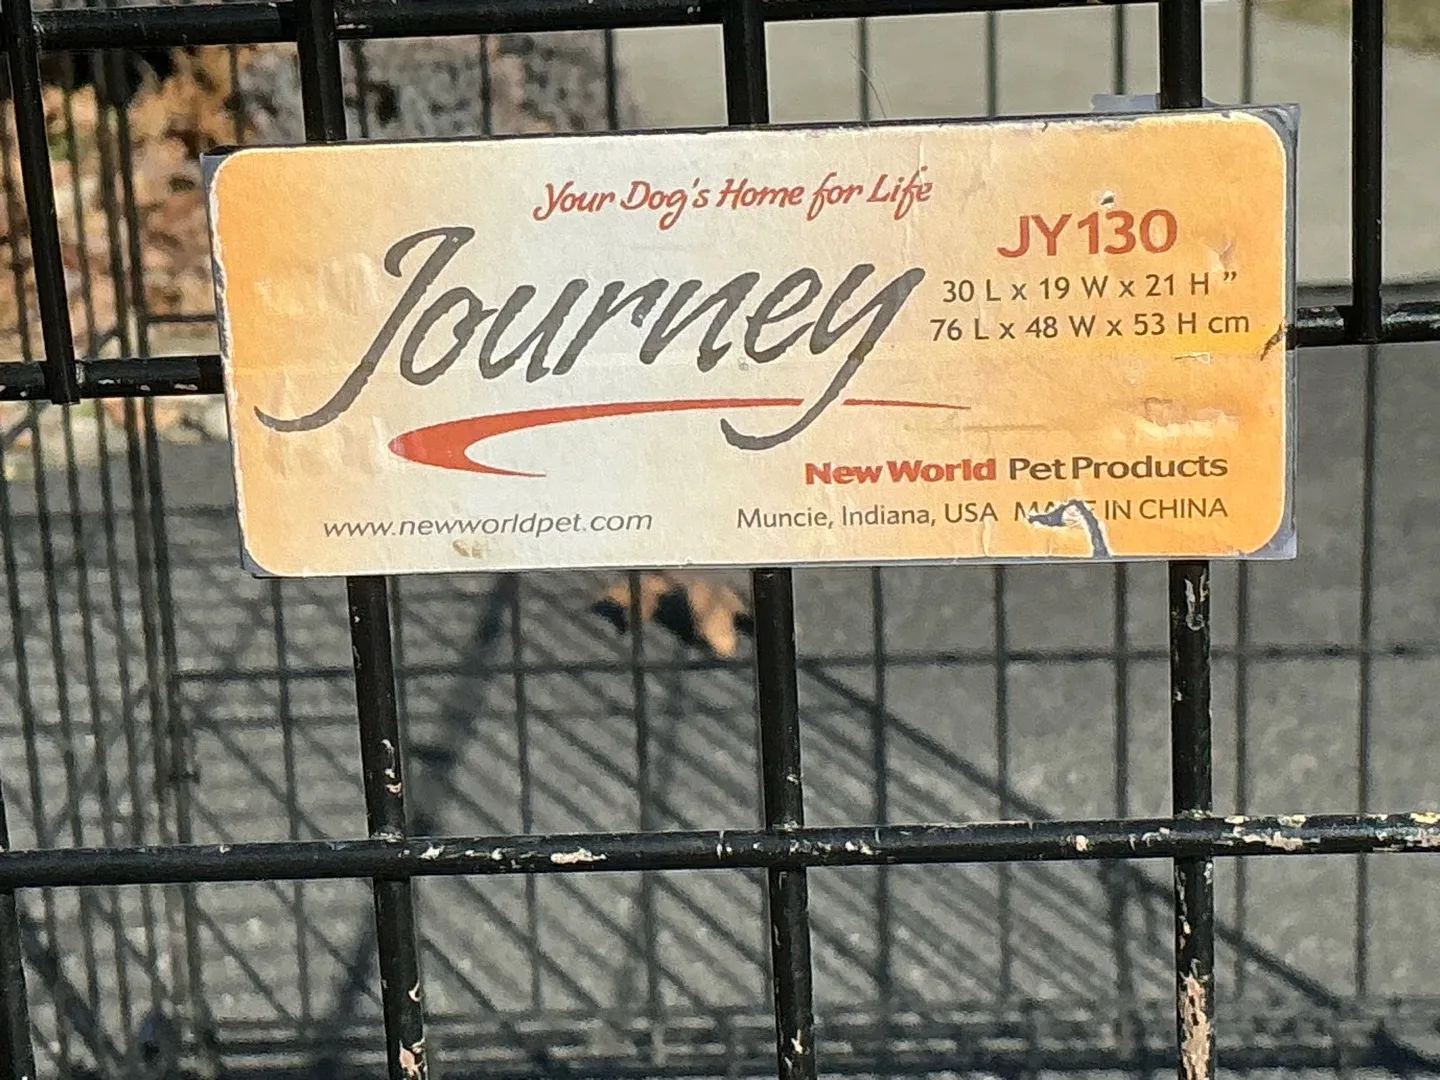 Your Dog's Home for Life
Journey
JY130
30 L x 19 W x 21 H ”
76 L x 48 W x 53 H cm
New World Pet Products
www.newworldpet.com
Muncie, Indiana, USA MADE IN CHINA